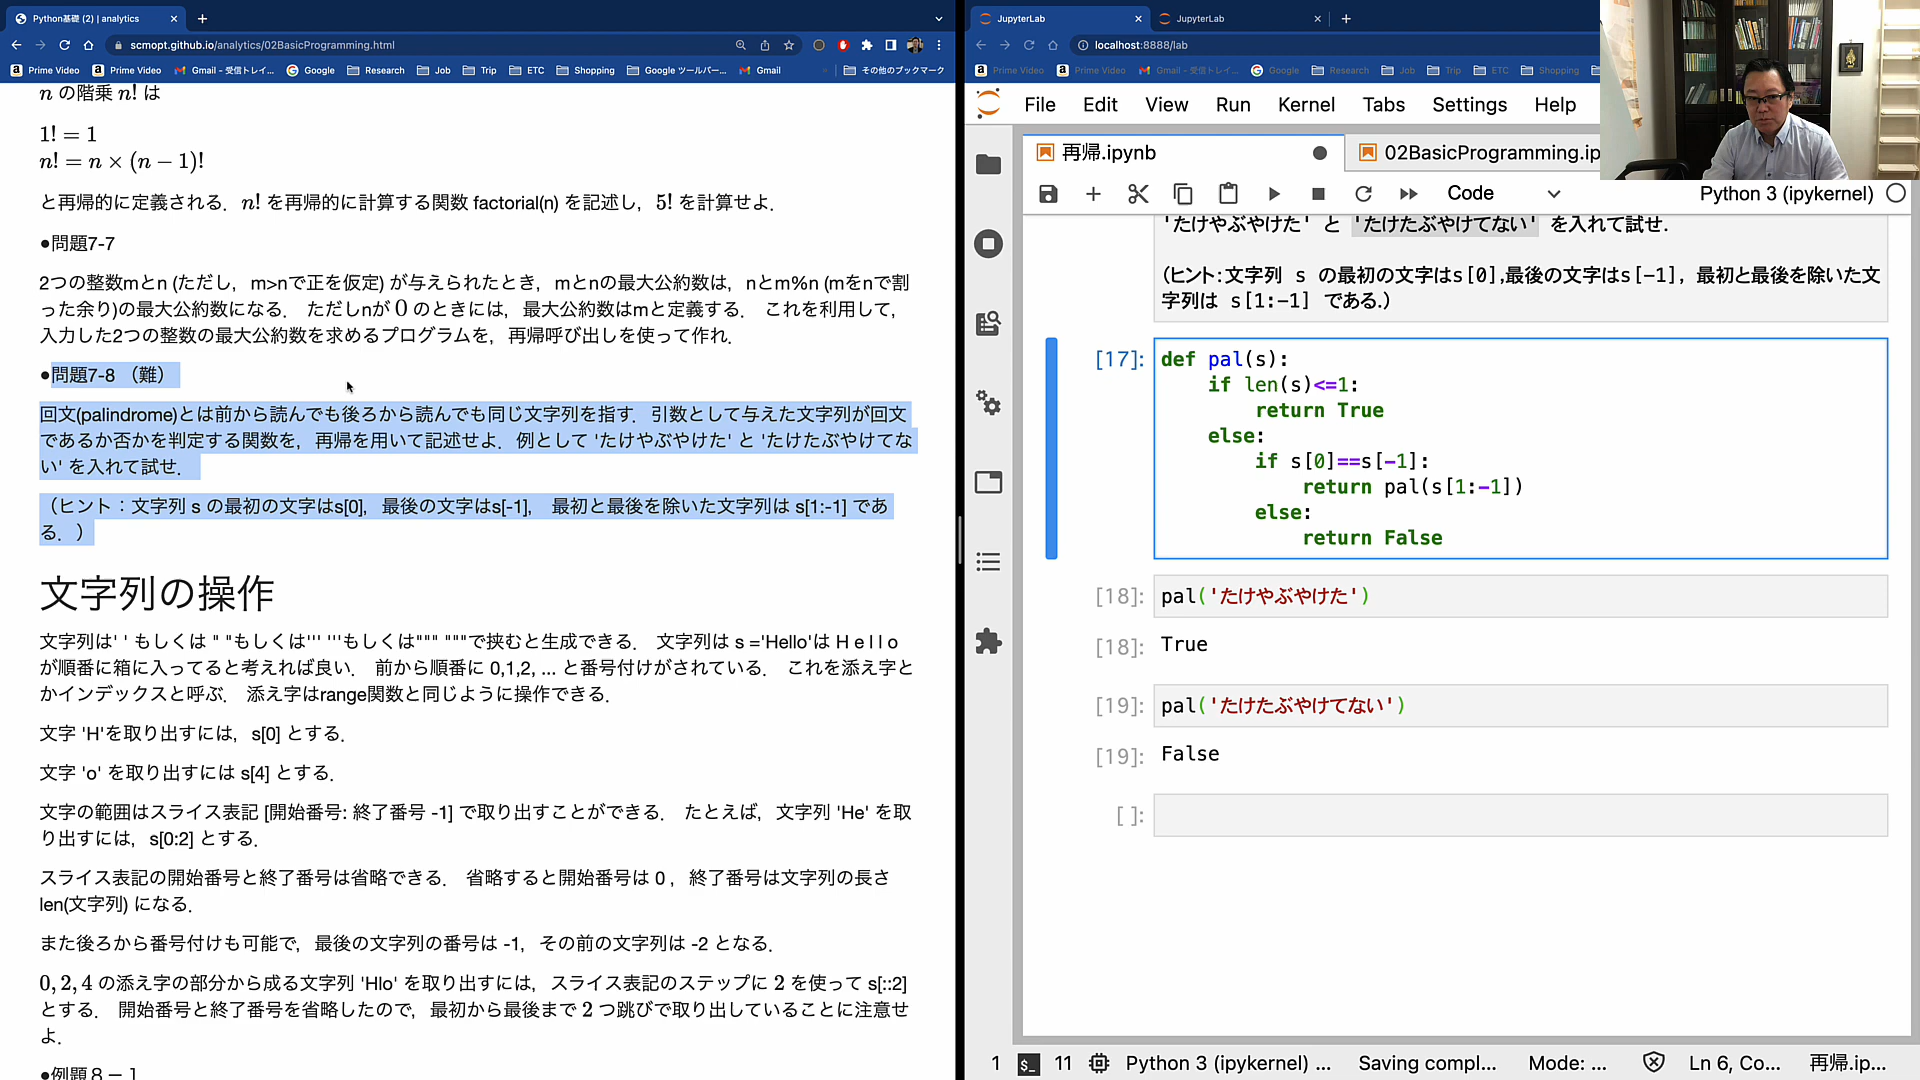 Python基礎 (2) | analytics
scmopt.github.io/analytics/02BasicProgramming.html
Prime Video
Prime Video
Gmail - 受信トレイ...
Google
Research
Job
Trip
ETC
Shopping
Google ツールバー...
Gmail
その他のブックマーク
n の階乗 n! は
1! = 1
n! = n × (n − 1)!
と再帰的に定義される． n! を再帰的に計算する関数 factorial(n) を記述し，5! を計算せよ．
●問題7-7
2つの整数mとn (ただし，m>nで正を仮定) が与えられたとき，mとnの最大公約数は，nとm%n (mをnで割
った余り)の最大公約数になる． ただしnが 0 のときには，最大公約数はmと定義する． これを利用して，
入力した2つの整数の最大公約数を求めるプログラムを，再帰呼び出しを使って作れ．
●問題7-8 （難）
回文(palindrome)とは前から読んでも後ろから読んでも同じ文字列を指す．引数として与えた文字列が回文
であるか否かを判定する関数を，再帰を用いて記述せよ．例として 'たけやぶやけた' と 'たけたぶやけてな
い' を入れて試せ．
（ヒント：文字列 s の最初の文字はs[0]，最後の文字はs[-1]， 最初と最後を除いた文字列は s[1:-1] であ
る．）
文字列の操作
文字列は' ' もしくは " "もしくは''' '''もしくは""" """で挟むと生成できる． 文字列は s ='Hello'は H e l l o
が順番に箱に入ってると考えれば良い． 前から順番に 0,1,2, ... と番号付けがされている． これを添え字と
かインデックスと呼ぶ． 添え字はrange関数と同じように操作できる．
文字 'H'を取り出すには，s[0] とする．
文字 'o' を取り出すには s[4] とする．
文字の範囲はスライス表記 [開始番号: 終了番号 -1] で取り出すことができる． たとえば，文字列 'He' を取
り出すには，s[0:2] とする．
スライス表記の開始番号と終了番号は省略できる． 省略すると開始番号は 0 ，終了番号は文字列の長さ
len(文字列) になる．
また後ろから番号付けも可能で，最後の文字列の番号は -1，その前の文字列は -2 となる．
0, 2, 4 の添え字の部分から成る文字列 'Hlo' を取り出すには，スライス表記のステップに 2 を使って s[::2]
とする． 開始番号と終了番号を省略したので，最初から最後まで 2 つ跳びで取り出していることに注意せ
よ．
●例題８－１
JupyterLab
JupyterLab
localhost:8888/lab
Prime Video
Prime Video
Gmail - 受信トレイ...
Google
Research
Job
Trip
ETC
Shopping
File Edit View Run Kernel Tabs Settings Help
再帰.ipynb
02BasicProgramming.ip
Code
Python 3 (ipykernel)
'たけやぶやけた' と 'たけたぶやけてない' を入れて試せ．
(ヒント：文字列 s の最初の文字はs[0],最後の文字はs[-1]，最初と最後を除いた文
字列は s[1:-1] である．)
[17]: def pal(s):
if len(s)<=1:
return True
else:
if s[0]==s[-1]:
return pal(s[1:-1])
else:
return False
[18]: pal('たけやぶやけた')
[18]: True
[19]: pal('たけたぶやけてない')
[19]: False
[ ]:
1 $_ 11 Python 3 (ipykernel) ... Saving compl... Mode: ... Ln 6, Co... 再帰.ip...